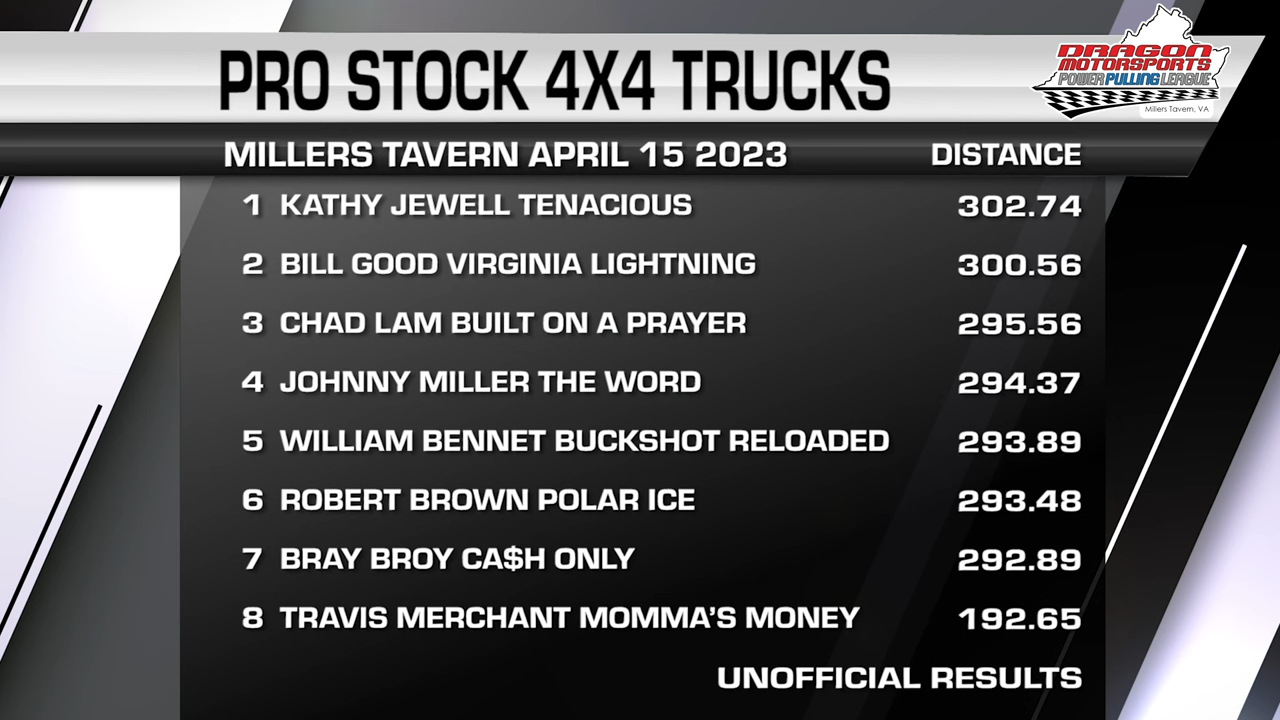 PRO STOCK 4X4 TRUCKS
DRAGON
MOTORSPORTS
POWER PULLING LEAGUE
Millers Tavern, VA
MILLERS TAVERN APRIL 15 2023 DISTANCE
1 KATHY JEWELL TENACIOUS 302.74
2 BILL GOOD VIRGINIA LIGHTNING 300.56
3 CHAD LAM BUILT ON A PRAYER 295.56
4 JOHNNY MILLER THE WORD 294.37
5 WILLIAM BENNET BUCKSHOT RELOADED 293.89
6 ROBERT BROWN POLAR ICE 293.48
7 BRAY BROY CA$H ONLY 292.89
8 TRAVIS MERCHANT MOMMA'S MONEY 192.65
UNOFFICIAL RESULTS